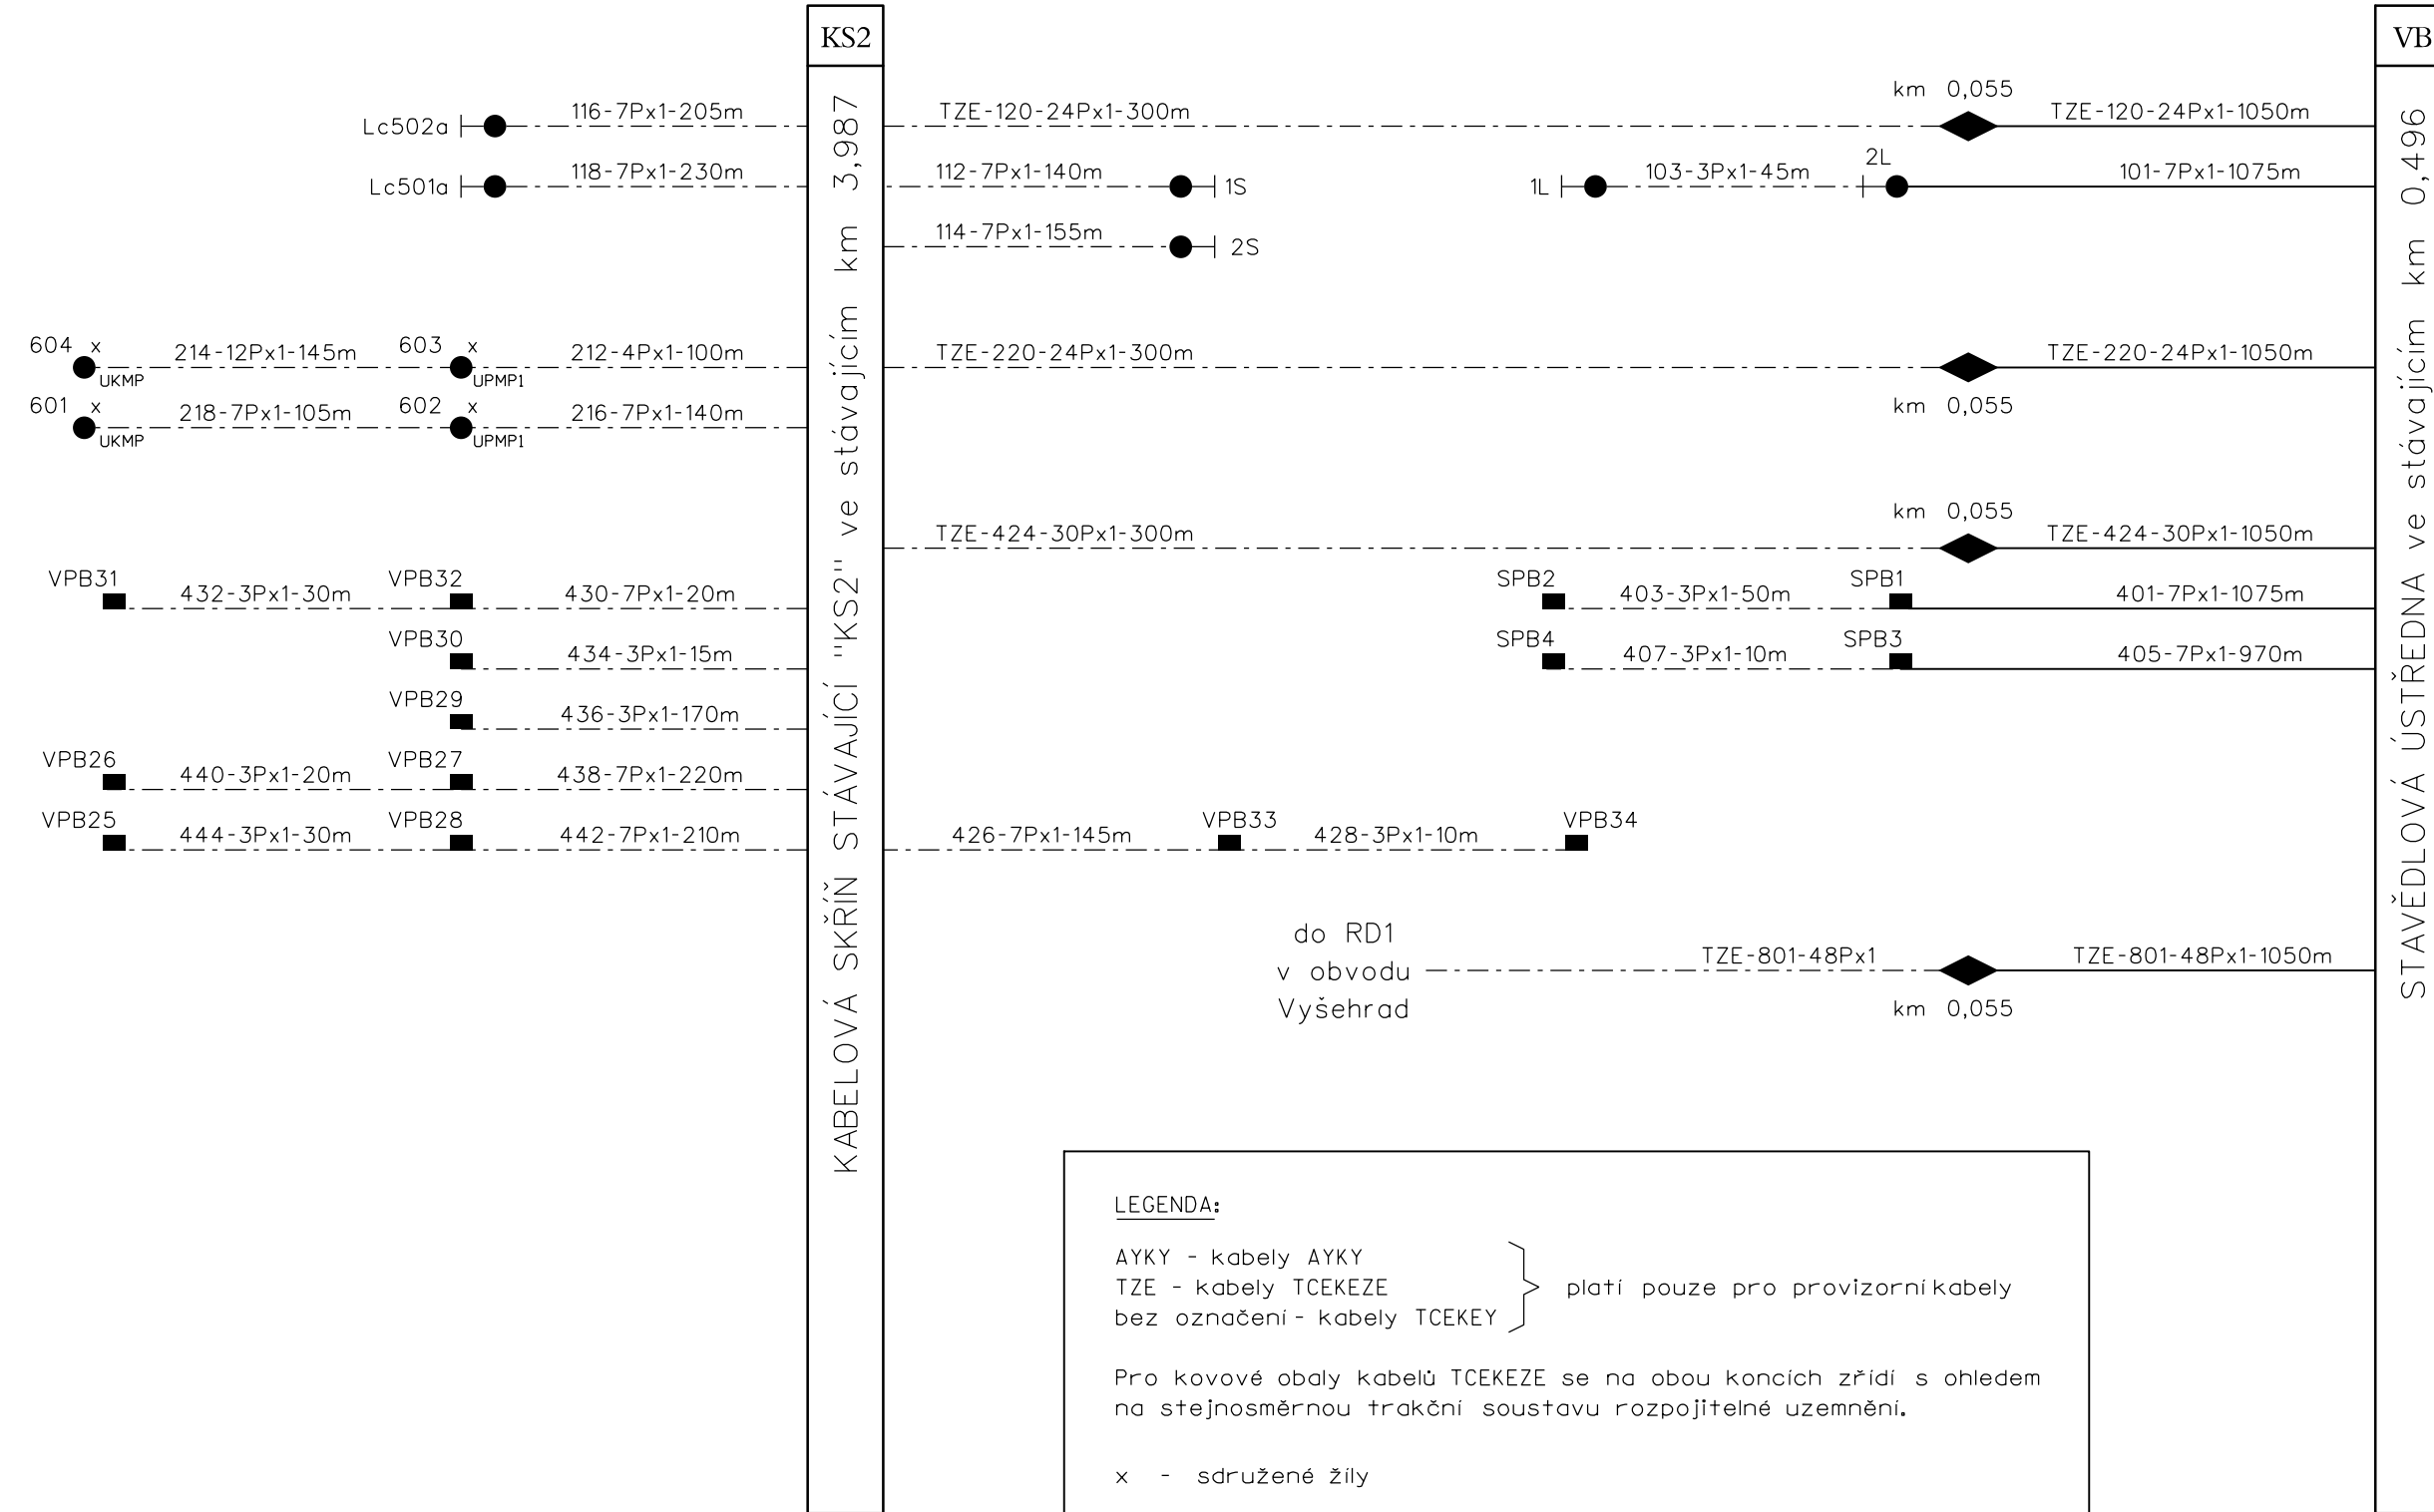 KS2
VB
km 0,055
Lc502a
116-7Px1-205m
TZE-120-24Px1-300m
TZE-120-24Px1-1050m
Lc501a
118-7Px1-230m
112-7Px1-140m
1S
1L
103-3Px1-45m
2L
101-7Px1-1075m
114-7Px1-155m
2S
604 x
UKMP
214-12Px1-145m
603 x
UPMP1
212-4Px1-100m
TZE-220-24Px1-300m
TZE-220-24Px1-1050m
km 0,055
601 x
UKMP
218-7Px1-105m
602 x
UPMP1
216-7Px1-140m
km 0,055
TZE-424-30Px1-300m
TZE-424-30Px1-1050m
VPB31
432-3Px1-30m
VPB32
430-7Px1-20m
SPB2
403-3Px1-50m
SPB1
401-7Px1-1075m
VPB30
434-3Px1-15m
SPB4
407-3Px1-10m
SPB3
405-7Px1-970m
VPB29
436-3Px1-170m
VPB26
440-3Px1-20m
VPB27
438-7Px1-220m
VPB25
444-3Px1-30m
VPB28
442-7Px1-210m
426-7Px1-145m
VPB33
428-3Px1-10m
VPB34
do RD1
v obvodu
Vyšehrad
TZE-801-48Px1
TZE-801-48Px1-1050m
km 0,055
KABELOVÁ SKŘÍŇ STÁVAJÍCÍ "KS2" ve stávajícím km 3,987
STAVĚDLOVÁ ÚSTŘEDNA ve stávajícím km 0,496
LEGENDA:
AYKY - kabely AYKY
TZE - kabely TCEKEZE
bez označení - kabely TCEKEY
platí pouze pro provizorní kabely
Pro kovové obaly kabelů TCEKEZE se na obou koncích zřídí s ohledem
na stejnosměrnou trakční soustavu rozpojitelné uzemnění.
x - sdružené žíly